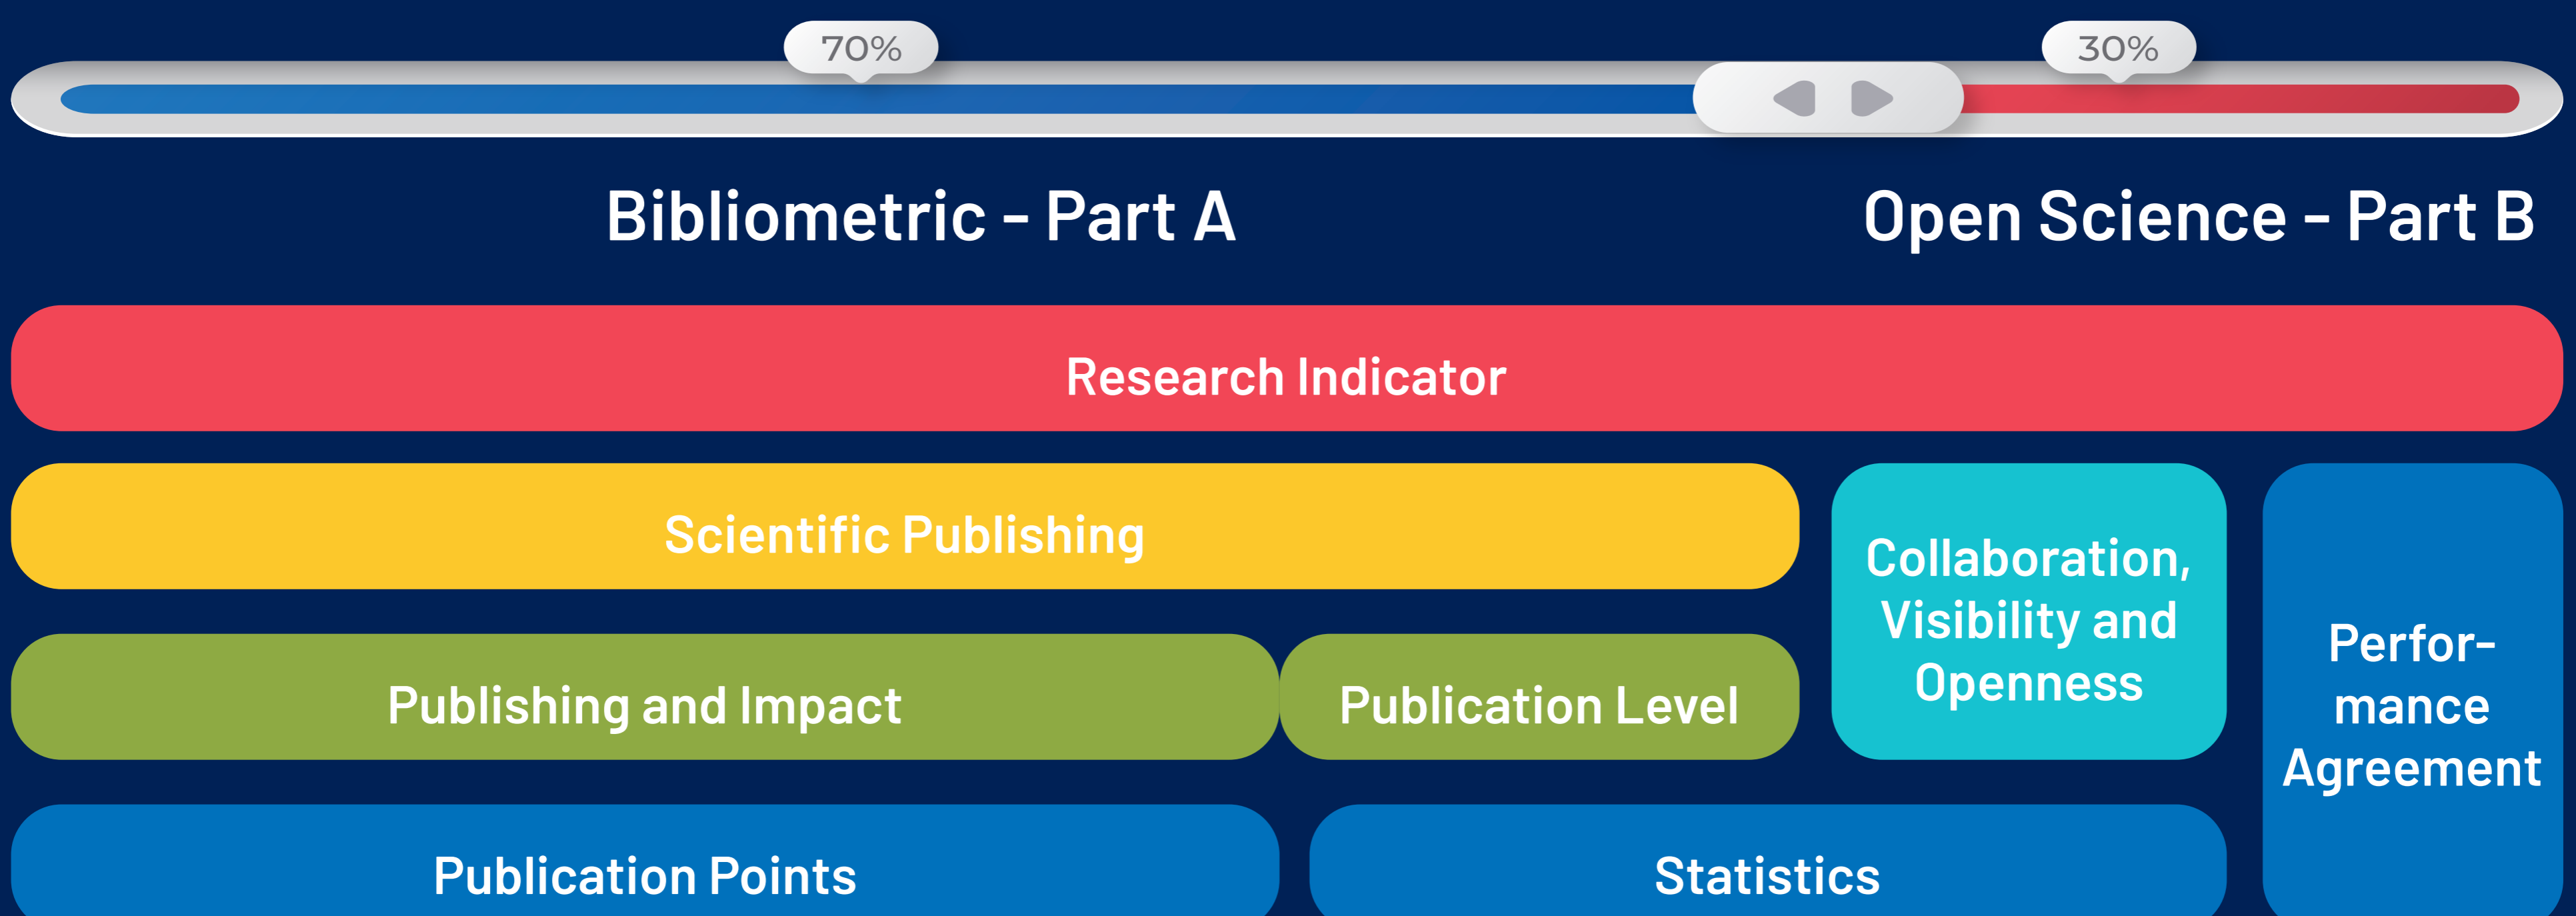 70%
30%
Bibliometric - Part A
Open Science - Part B
Research Indicator
Scientific Publishing
Collaboration,
Visibility and
Openness
Perfor-
mance
Agreement
Publishing and Impact
Publication Level
Publication Points
Statistics